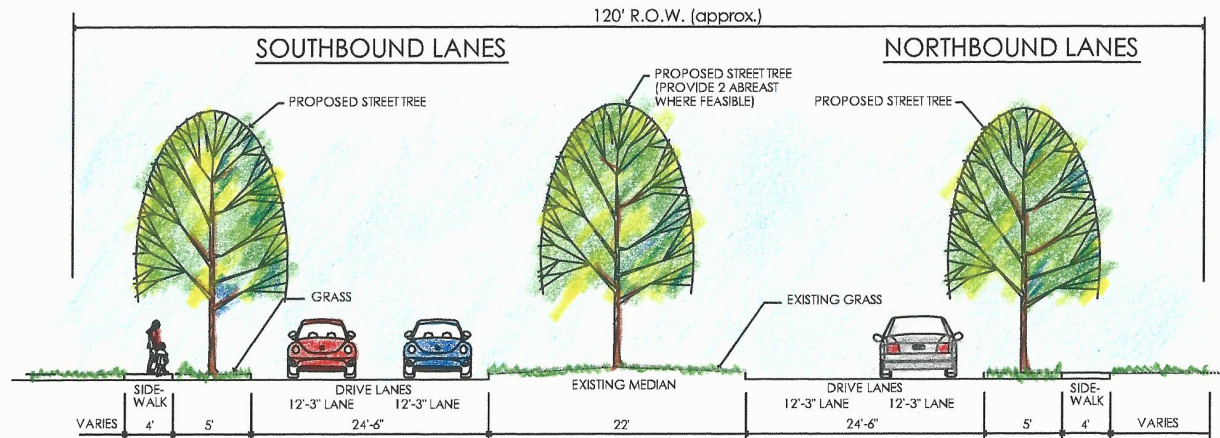 120' R.O.W. (approx.)
SOUTHBOUND LANES
NORTHBOUND LANES
PROPOSED STREET TREE
PROPOSED STREET TREE
(PROVIDE 2 ABREAST
WHERE FEASIBLE)
PROPOSED STREET TREE
GRASS
EXISTING GRASS
SIDE-
WALK
DRIVE LANES
12'-3" LANE 12'-3" LANE
EXISTING MEDIAN
DRIVE LANES
12'-3" LANE 12'-3" LANE
SIDE-
WALK
VARIES 4' 5' 24'-6" 22' 24'-6" 5' 4' VARIES